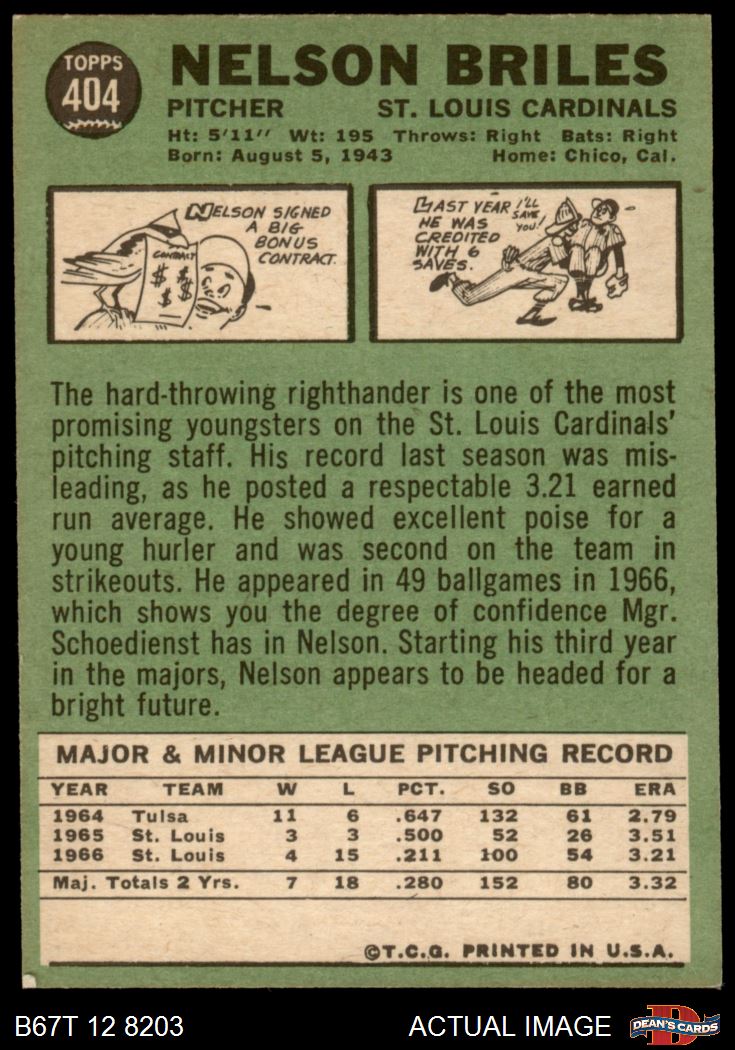 TOPPS
404
NELSON BRILES
PITCHER ST. LOUIS CARDINALS
Ht: 5'11" Wt: 195 Throws: Right Bats: Right
Born: August 5, 1943 Home: Chico, Cal.
NELSON SIGNED
A BIG
BONUS
CONTRACT.
CONTRACT
$ $
$ $
LAST YEAR
HE WAS
CREDITED
WITH 6
SAVES.
I'LL
SAVE
YOU!
The hard-throwing righthander is one of the most
promising youngsters on the St. Louis Cardinals'
pitching staff. His record last season was mis-
leading, as he posted a respectable 3.21 earned
run average. He showed excellent poise for a
young hurler and was second on the team in
strikeouts. He appeared in 49 ballgames in 1966,
which shows you the degree of confidence Mgr.
Schoedienst has in Nelson. Starting his third year
in the majors, Nelson appears to be headed for a
bright future.
MAJOR & MINOR LEAGUE PITCHING RECORD
YEAR TEAM W L PCT. SO BB ERA
1964 Tulsa 11 6 .647 132 61 2.79
1965 St. Louis 3 3 .500 52 26 3.51
1966 St. Louis 4 15 .211 100 54 3.21
Maj. Totals 2 Yrs. 7 18 .280 152 80 3.32
©T.C.G. PRINTED IN U.S.A.
B67T 12 8203 ACTUAL IMAGE
D
DEAN'S CARDS